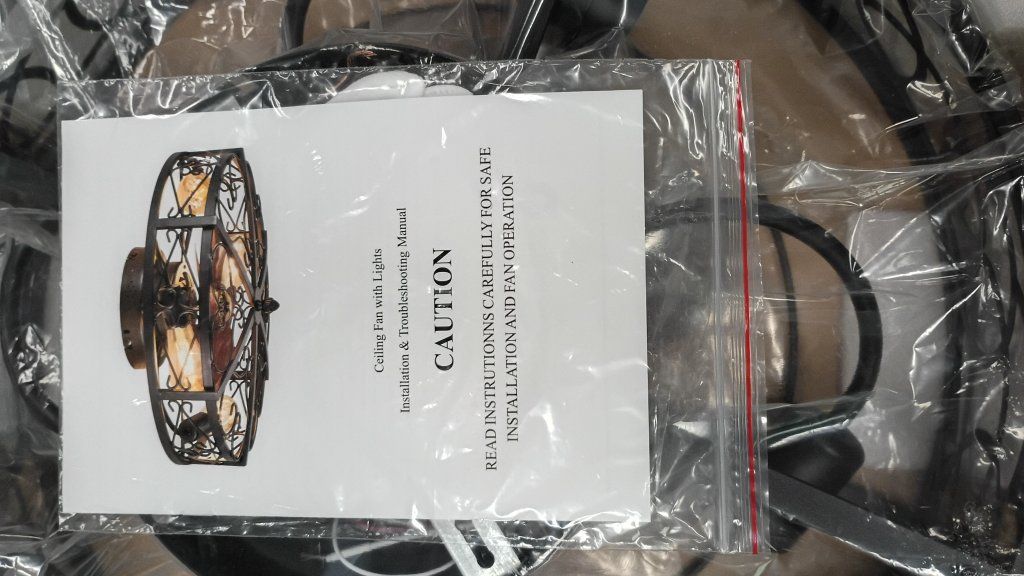 Ceiling Fan with Lights
Installation & Troubleshooting Manual
CAUTION
READ INSTRUTIONNS CAREFULLY FOR SAFE
INSTALLATION AND FAN OPERATION